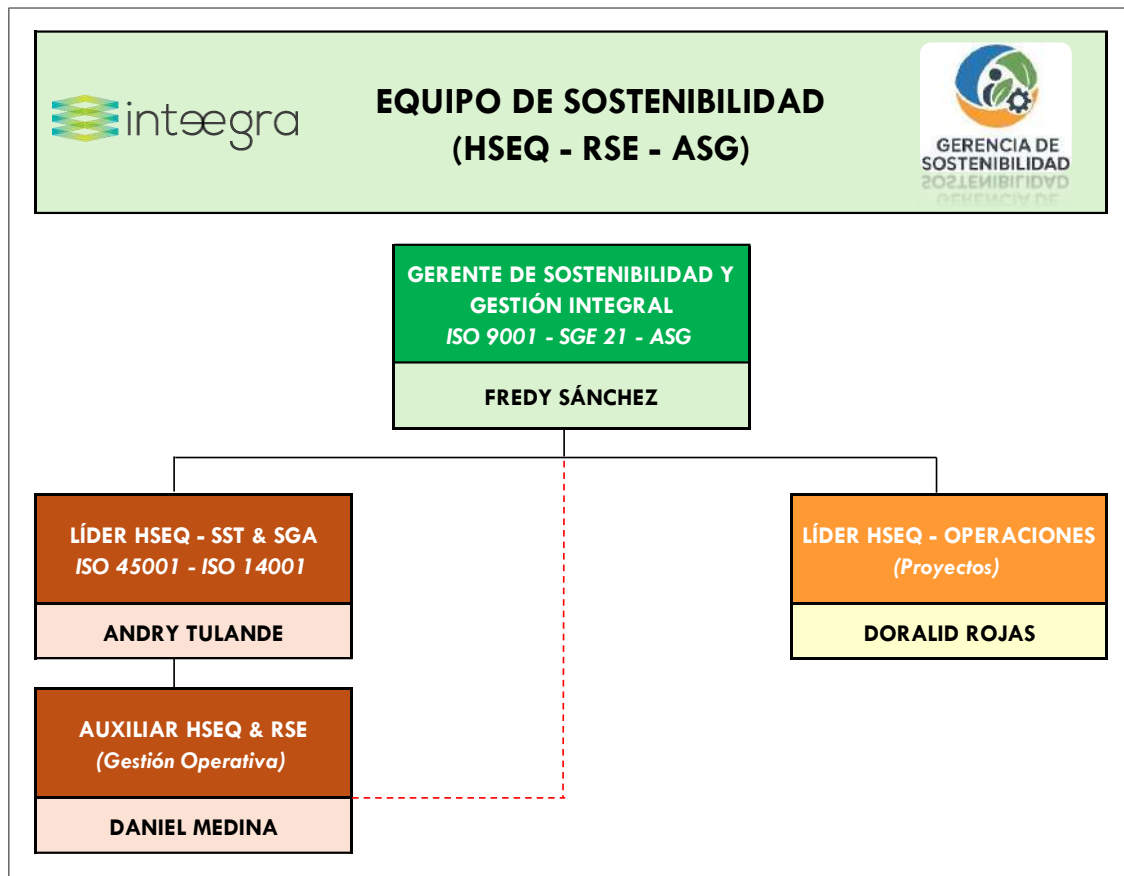 inteegra
EQUIPO DE SOSTENIBILIDAD
(HSEQ - RSE - ASG)
GERENCIA DE
SOSTENIBILIDAD
GERENTE DE SOSTENIBILIDAD Y
GESTIÓN INTEGRAL
ISO 9001 - SGE 21 - ASG
FREDY SÁNCHEZ
LÍDER HSEQ - SST & SGA
ISO 45001 - ISO 14001
ANDRY TULANDE
LÍDER HSEQ - OPERACIONES
(Proyectos)
DORALID ROJAS
AUXILIAR HSEQ & RSE
(Gestión Operativa)
DANIEL MEDINA